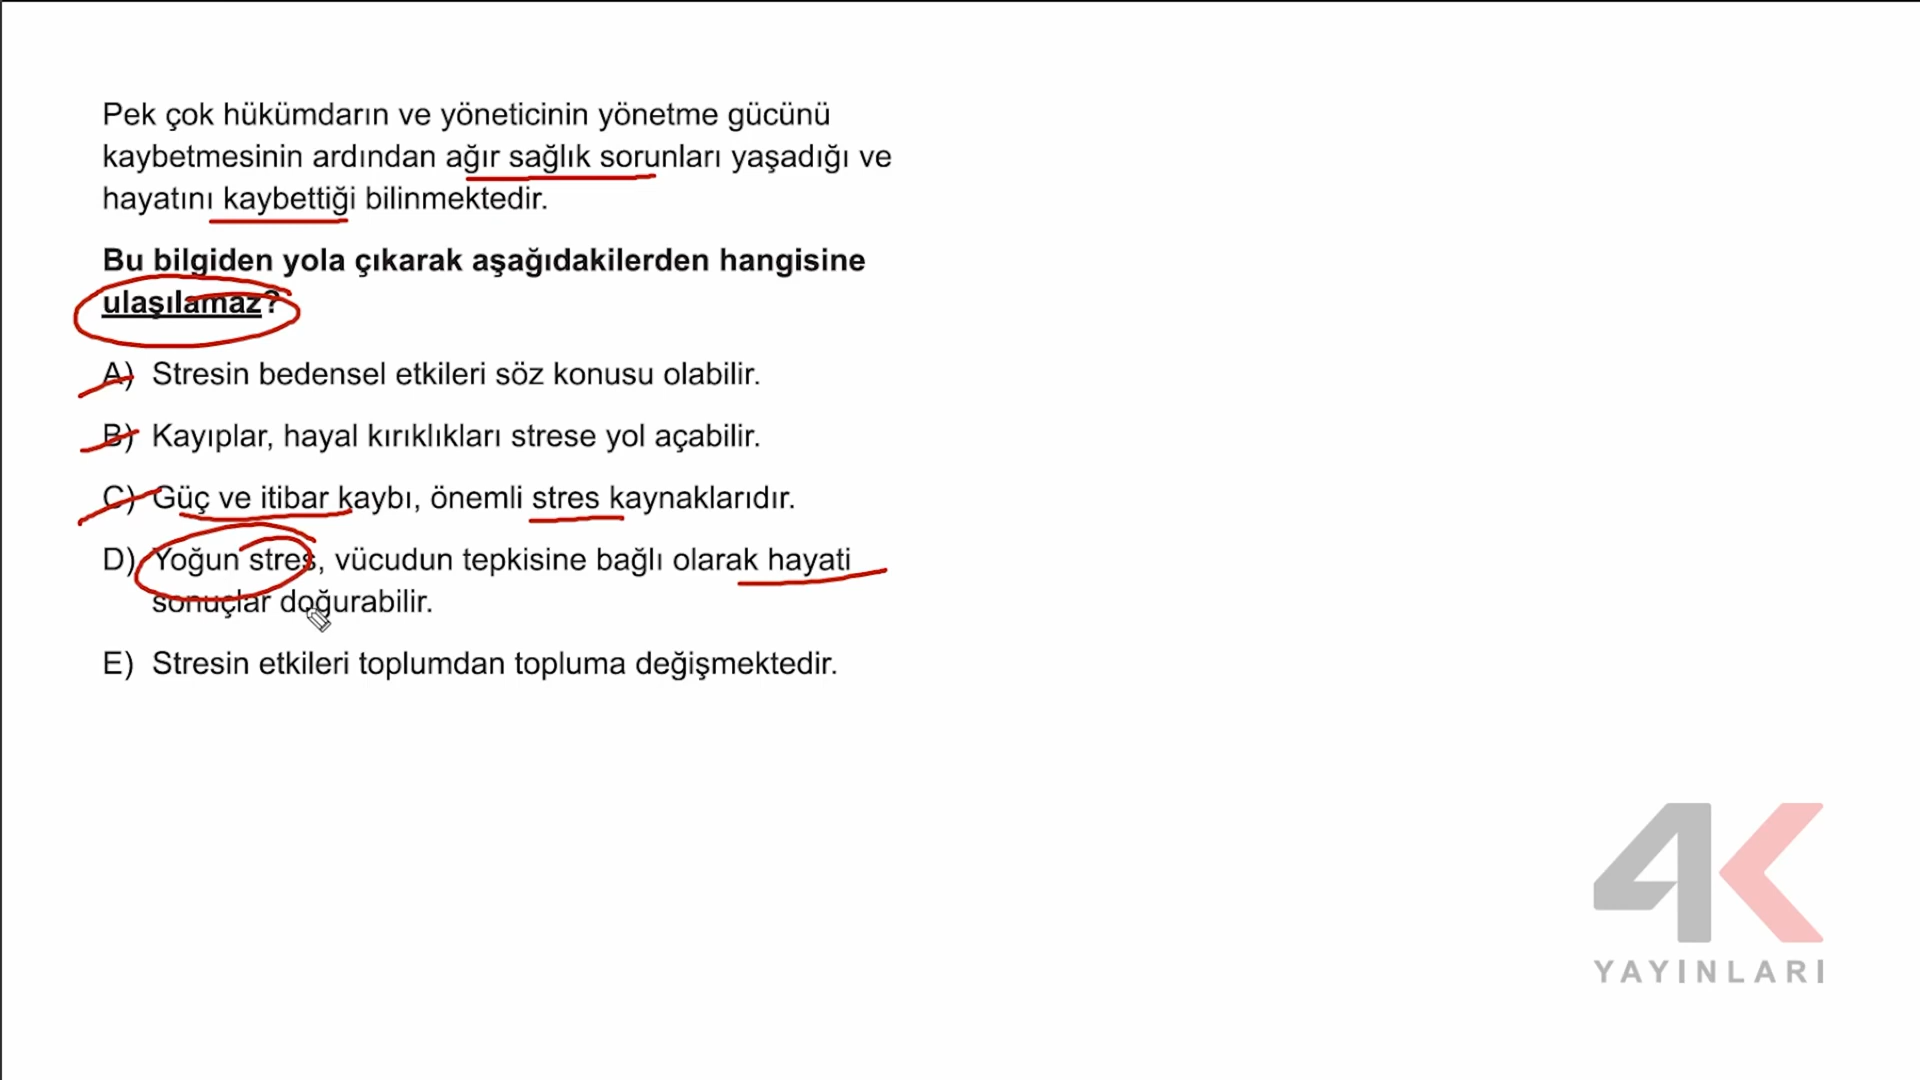 Pek çok hükümdarın ve yöneticinin yönetme gücünü
kaybetmesinin ardından ağır sağlık sorunları yaşadığı ve
hayatını kaybettiği bilinmektedir.
Bu bilgiden yola çıkarak aşağıdakilerden hangisine
ulaşılamaz?
A) Stresin bedensel etkileri söz konusu olabilir.
B) Kayıplar, hayal kırıklıkları strese yol açabilir.
C) Güç ve itibar kaybı, önemli stres kaynaklarıdır.
D) Yoğun stres, vücudun tepkisine bağlı olarak hayati
sonuçlar doğurabilir.
E) Stresin etkileri toplumdan topluma değişmektedir.
4K
YAYINLARI